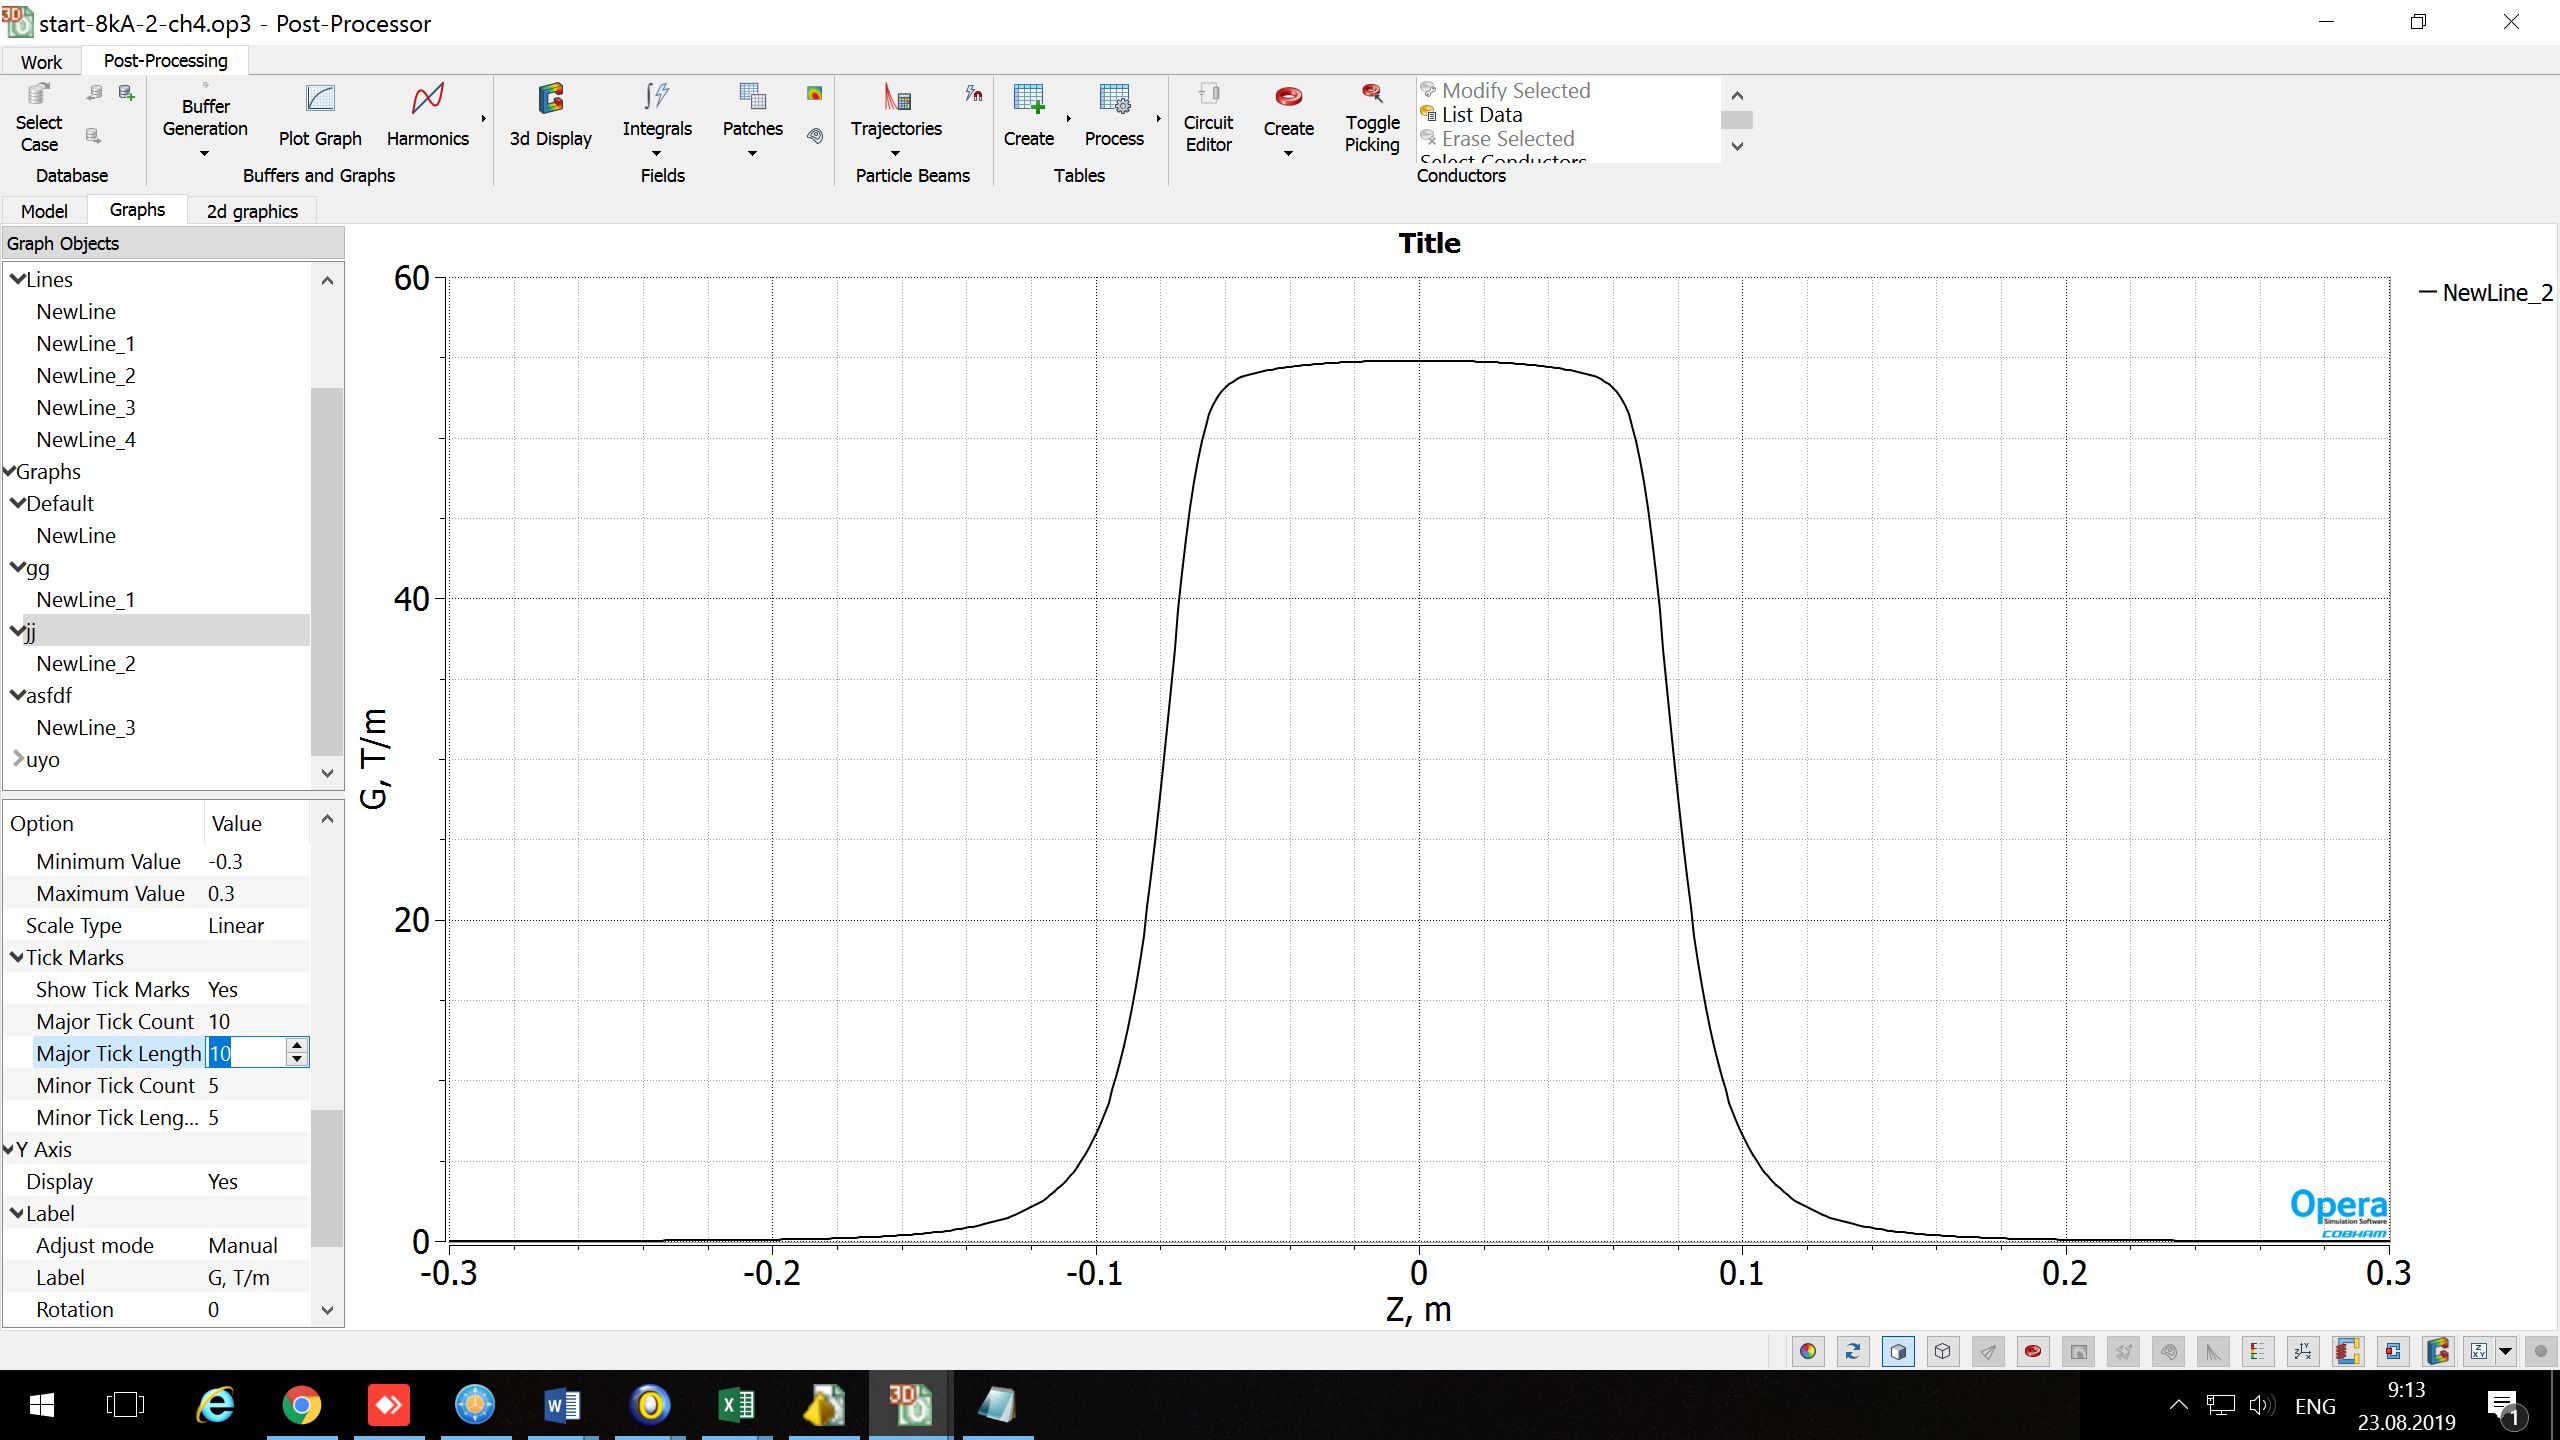 start-8kA-2-ch4.op3 - Post-Processor
Work
Post-Processing
Select Case
Buffer Generation
Plot Graph
Harmonics
3d Display
Integrals
Patches
Trajectories
Create
Process
Circuit Editor
Create
Toggle Picking
Modify Selected
List Data
Erase Selected
Select Conductors
Database
Buffers and Graphs
Fields
Particle Beams
Tables
Conductors
Model
Graphs
2d graphics
Graph Objects
Lines
NewLine
NewLine_1
NewLine_2
NewLine_3
NewLine_4
Graphs
Default
NewLine
gg
NewLine_1
jj
NewLine_2
asfdf
NewLine_3
uyo
Option Value
Minimum Value -0.3
Maximum Value 0.3
Scale Type Linear
Tick Marks
Show Tick Marks Yes
Major Tick Count 10
Major Tick Length 10
Minor Tick Count 5
Minor Tick Leng... 5
Y Axis
Display Yes
Label
Adjust mode Manual
Label G, T/m
Rotation 0
Title
NewLine_2
60
40
20
0
G, T/m
-0.3 -0.2 -0.1 0 0.1 0.2 0.3
Z, m
Opera
Simulation Software
COBHAM
ENG
9:13
23.08.2019
1